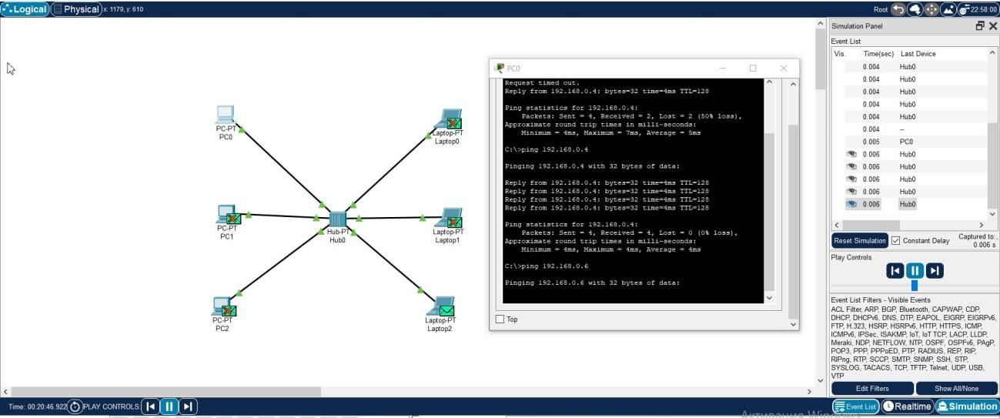 Logical Physical x: 1179, y: 610 Root 22:58:00
PC-PT
PC0
Laptop-PT
Laptop0
PC-PT
PC1
Hub-PT
Hub0
Laptop-PT
Laptop1
PC-PT
PC2
Laptop-PT
Laptop2
PC0
Request timed out.
Reply from 192.168.0.4: bytes=32 time=4ms TTL=128
Ping statistics for 192.168.0.4:
Packets: Sent = 4, Received = 2, Lost = 2 (50% loss),
Approximate round trip times in milli-seconds:
Minimum = 4ms, Maximum = 7ms, Average = 5ms
C:\>ping 192.168.0.4
Pinging 192.168.0.4 with 32 bytes of data:
Reply from 192.168.0.4: bytes=32 time=4ms TTL=128
Reply from 192.168.0.4: bytes=32 time=4ms TTL=128
Reply from 192.168.0.4: bytes=32 time=4ms TTL=128
Reply from 192.168.0.4: bytes=32 time=4ms TTL=128
Ping statistics for 192.168.0.4:
Packets: Sent = 4, Received = 4, Lost = 0 (0% loss),
Approximate round trip times in milli-seconds:
Minimum = 4ms, Maximum = 4ms, Average = 4ms
C:\>ping 192.168.0.6
Pinging 192.168.0.6 with 32 bytes of data:
Top
Simulation Panel
Event List
Vis. Time(sec) Last Device
0.004 Hub0
0.004 Hub0
0.004 Hub0
0.004 Hub0
0.004 Hub0
0.004 --
0.005 PC0
0.006 Hub0
0.006 Hub0
0.006 Hub0
0.006 Hub0
0.006 Hub0
Reset Simulation Constant Delay Captured to:
0.006 s
Play Controls
Event List Filters - Visible Events
ACL Filter, ARP, BGP, Bluetooth, CAPWAP, CDP,
DHCP, DHCPv6, DNS, DTP, EAPOL, EIGRP, EIGRPv6,
FTP, H.323, HSRP, HSRPv6, HTTP, HTTPS, ICMP,
ICMPv6, IPSec, ISAKMP, IoT, IoT TCP, LACP, LLDP,
Meraki, NDP, NETFLOW, NTP, OSPF, OSPFv6, PAgP,
POP3, PPP, PPPoED, PTP, RADIUS, REP, RIP,
RIPng, RTP, SCCP, SMTP, SNMP, SSH, STP,
SYSLOG, TACACS, TCP, TFTP, Telnet, UDP, USB,
VTP
Edit Filters Show All/None
Time: 00:20:46.922 PLAY CONTROLS: Event List Realtime Simulation